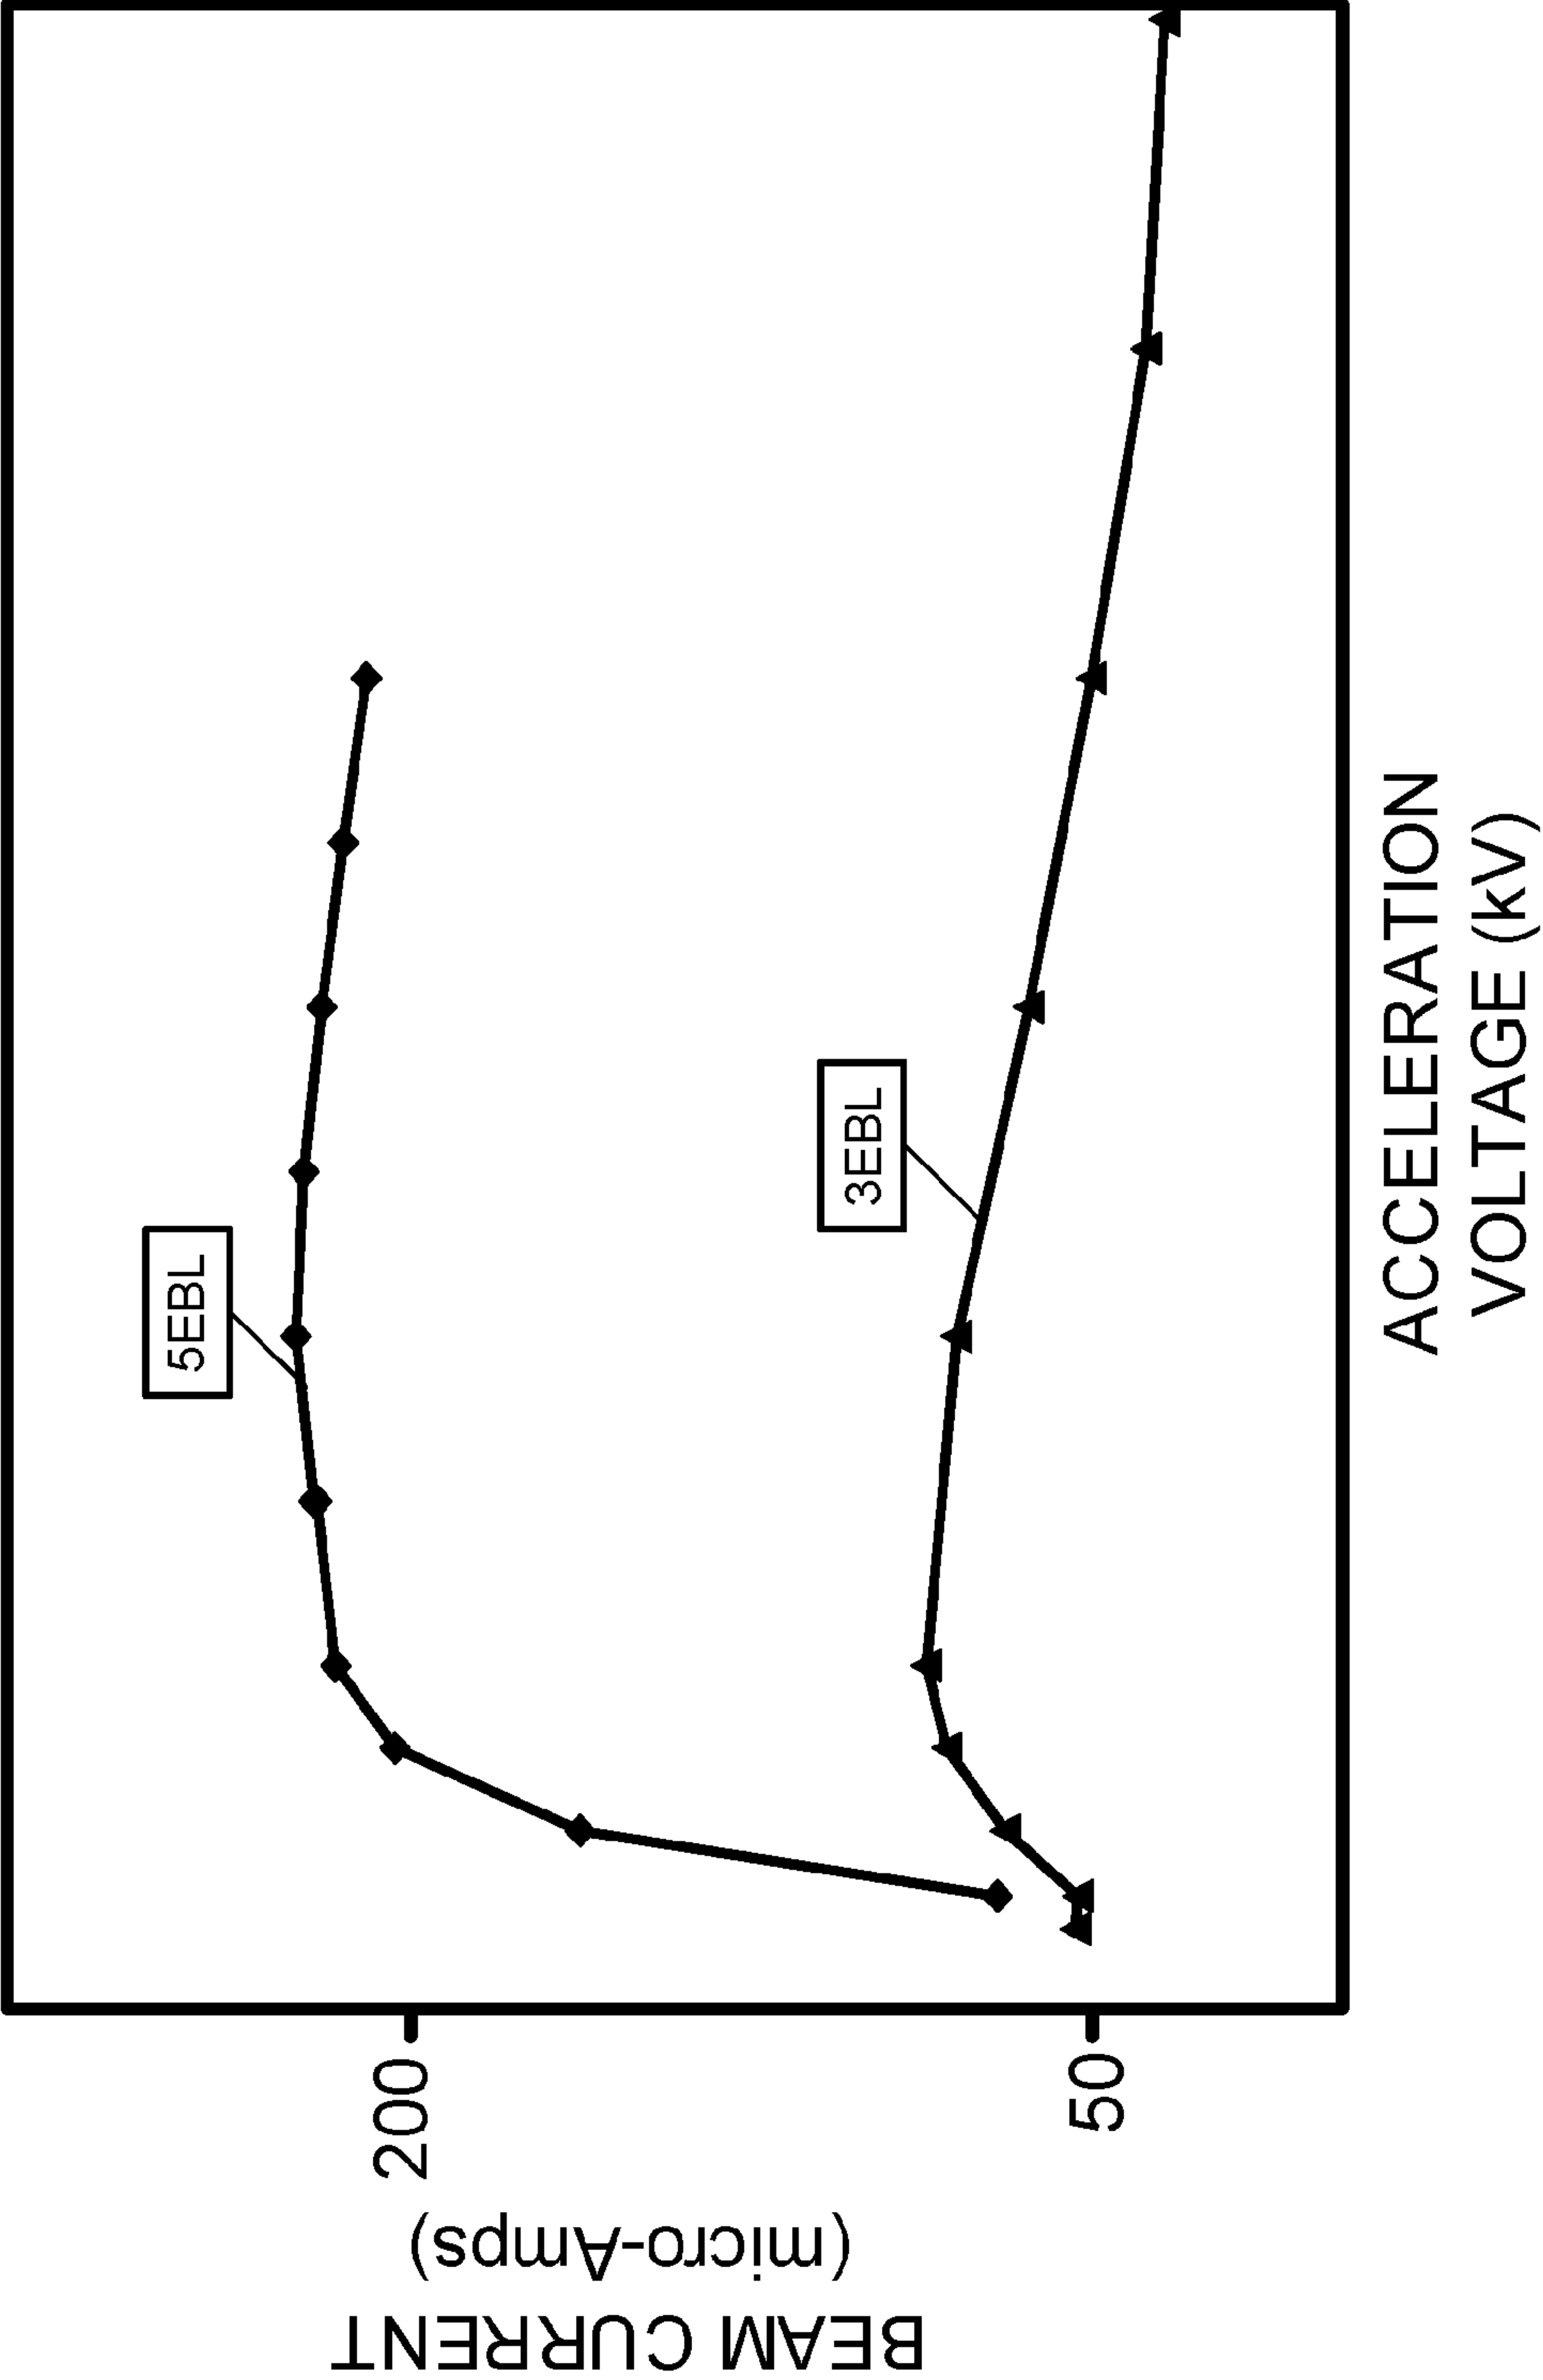 BEAM CURRENT
(micro-Amps)
200
50
5EBL
3EBL
ACCELERATION
VOLTAGE (kV)